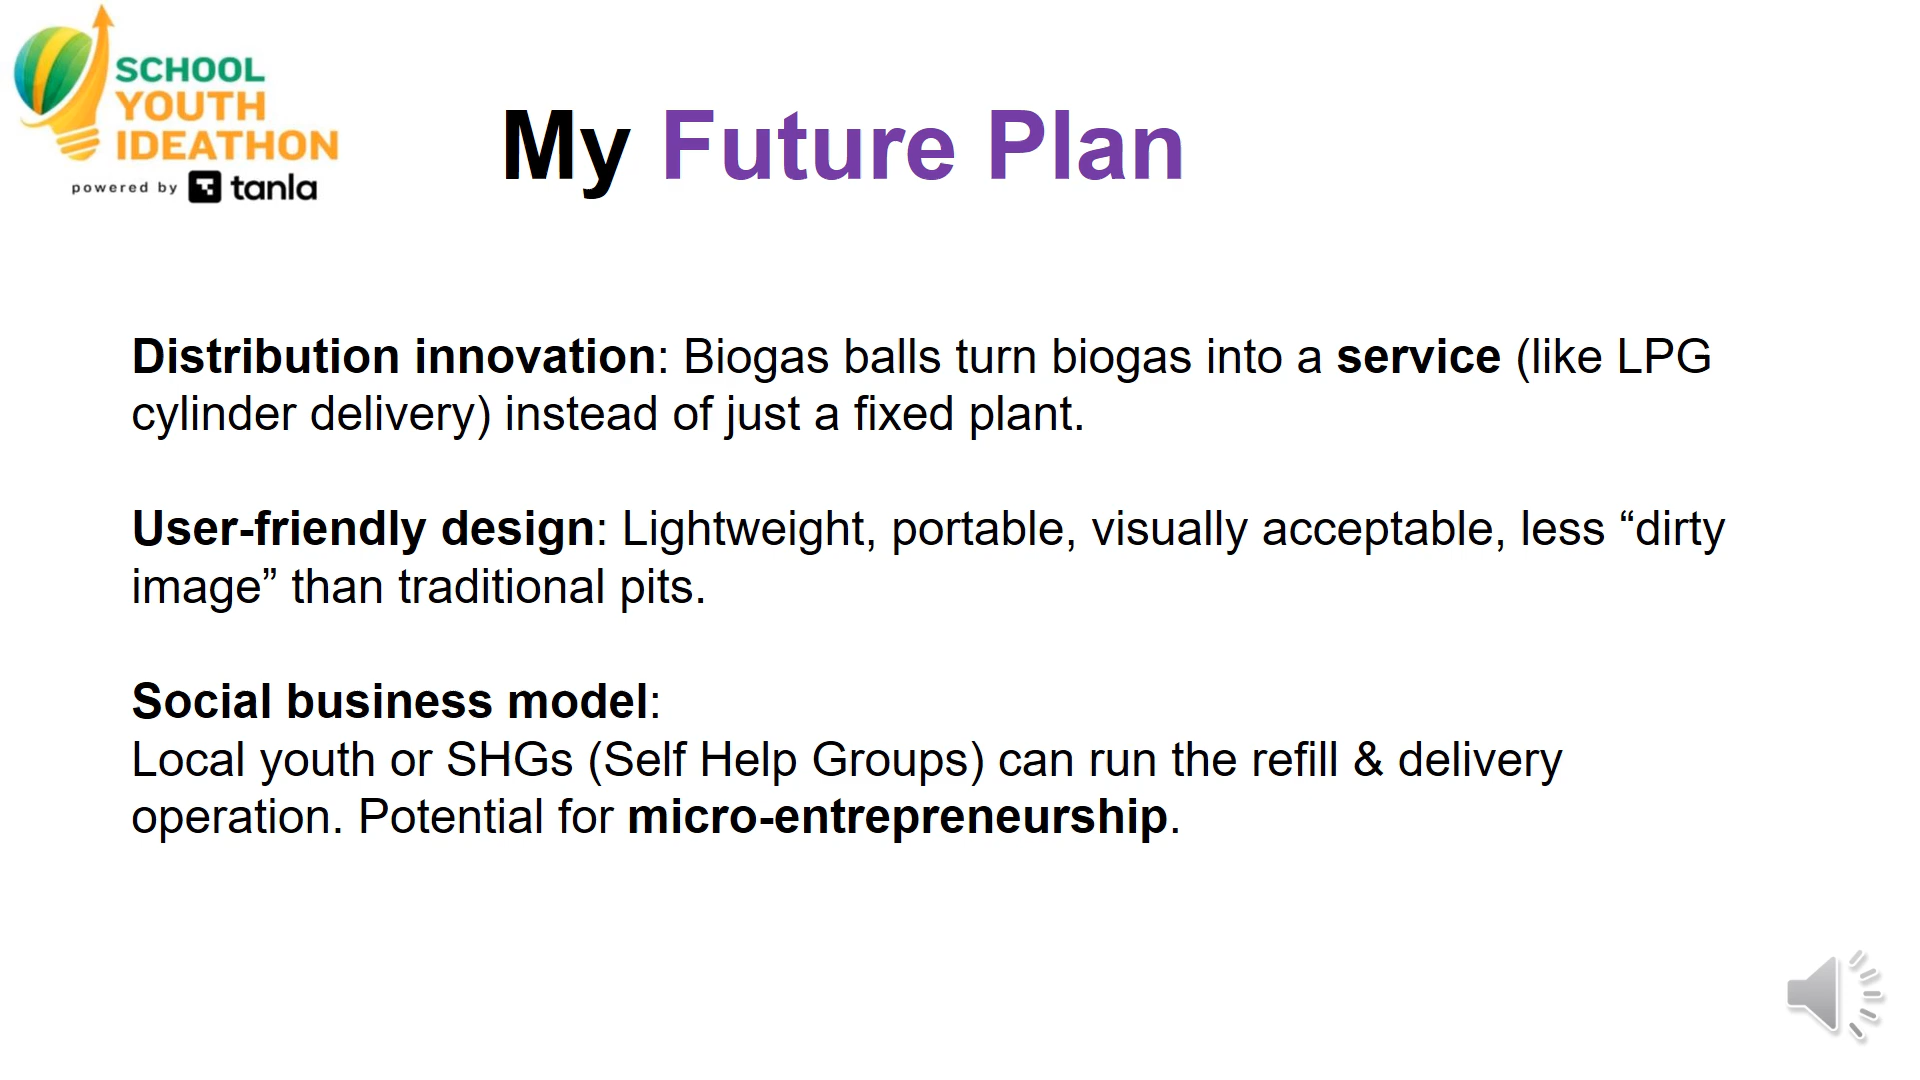 SCHOOL
YOUTH
IDEATHON
powered by tanla
My Future Plan
Distribution innovation: Biogas balls turn biogas into a service (like LPG
cylinder delivery) instead of just a fixed plant.
User-friendly design: Lightweight, portable, visually acceptable, less “dirty
image” than traditional pits.
Social business model:
Local youth or SHGs (Self Help Groups) can run the refill & delivery
operation. Potential for micro-entrepreneurship.